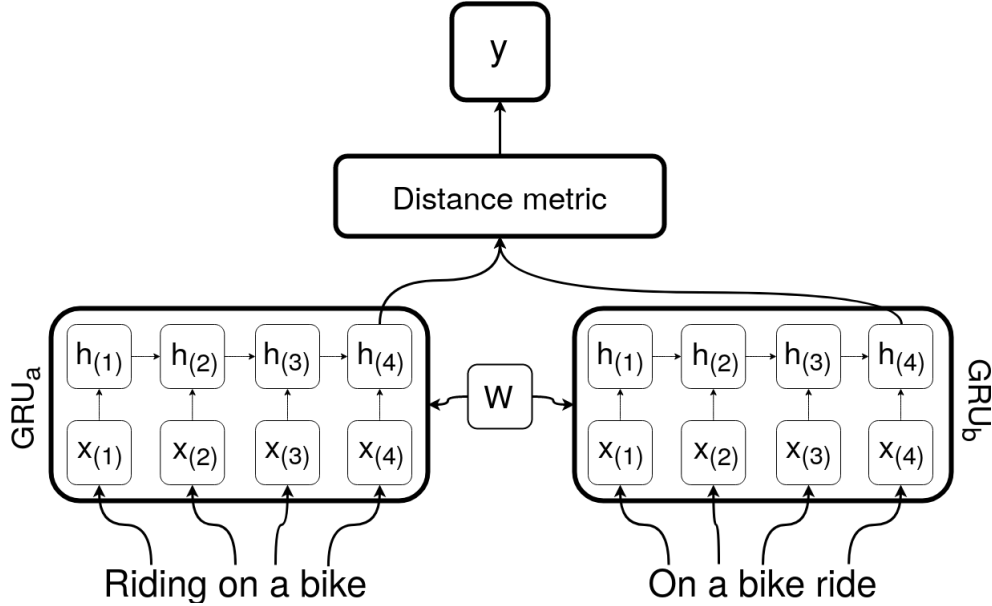 y
Distance metric
GRUa
h(1) h(2) h(3) h(4)
x(1) x(2) x(3) x(4)
Riding on a bike
W
h(1) h(2) h(3) h(4)
x(1) x(2) x(3) x(4)
GRUb
On a bike ride